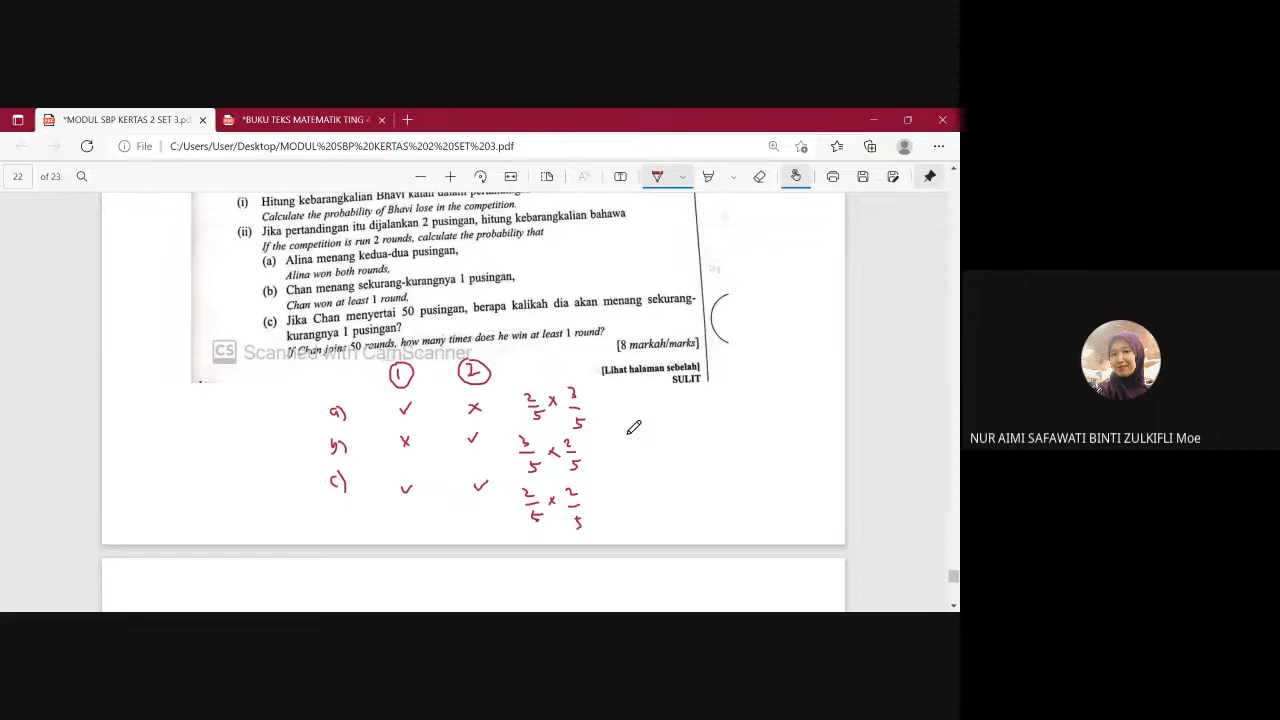 *MODUL SBP KERTAS 2 SET 3.pd
*BUKU TEKS MATEMATIK TING 4
File
C:/Users/User/Desktop/MODUL%20SBP%20KERTAS%202%20SET%203.pdf
22 of 23
(i) Hitung kebarangkalian Bhavi kalah dalam
Calculate the probability of Bhavi lose in the competition.
(ii) Jika pertandingan itu dijalankan 2 pusingan, hitung kebarangkalian bahawa
If the competition is run 2 rounds, calculate the probability that
(a) Alina menang kedua-dua pusingan,
Alina won both rounds,
(b) Chan menang sekurang-kurangnya 1 pusingan,
Chan won at least 1 round,
(c) Jika Chan menyertai 50 pusingan, berapa kalikah dia akan menang sekurang-
kurangnya 1 pusingan?
If Chan joint 50 rounds, how many times does he win at least 1 round?
[8 markah/marks]
CS Scanned with CamScanner
[Lihat halaman sebelah]
SULIT
1 2
a) ✓ × 2/5 × 3/5
b) × ✓ 3/5 × 2/5
c) ✓ ✓ 2/5 × 2/5
NUR AIMI SAFAWATI BINTI ZULKIFLI Moe